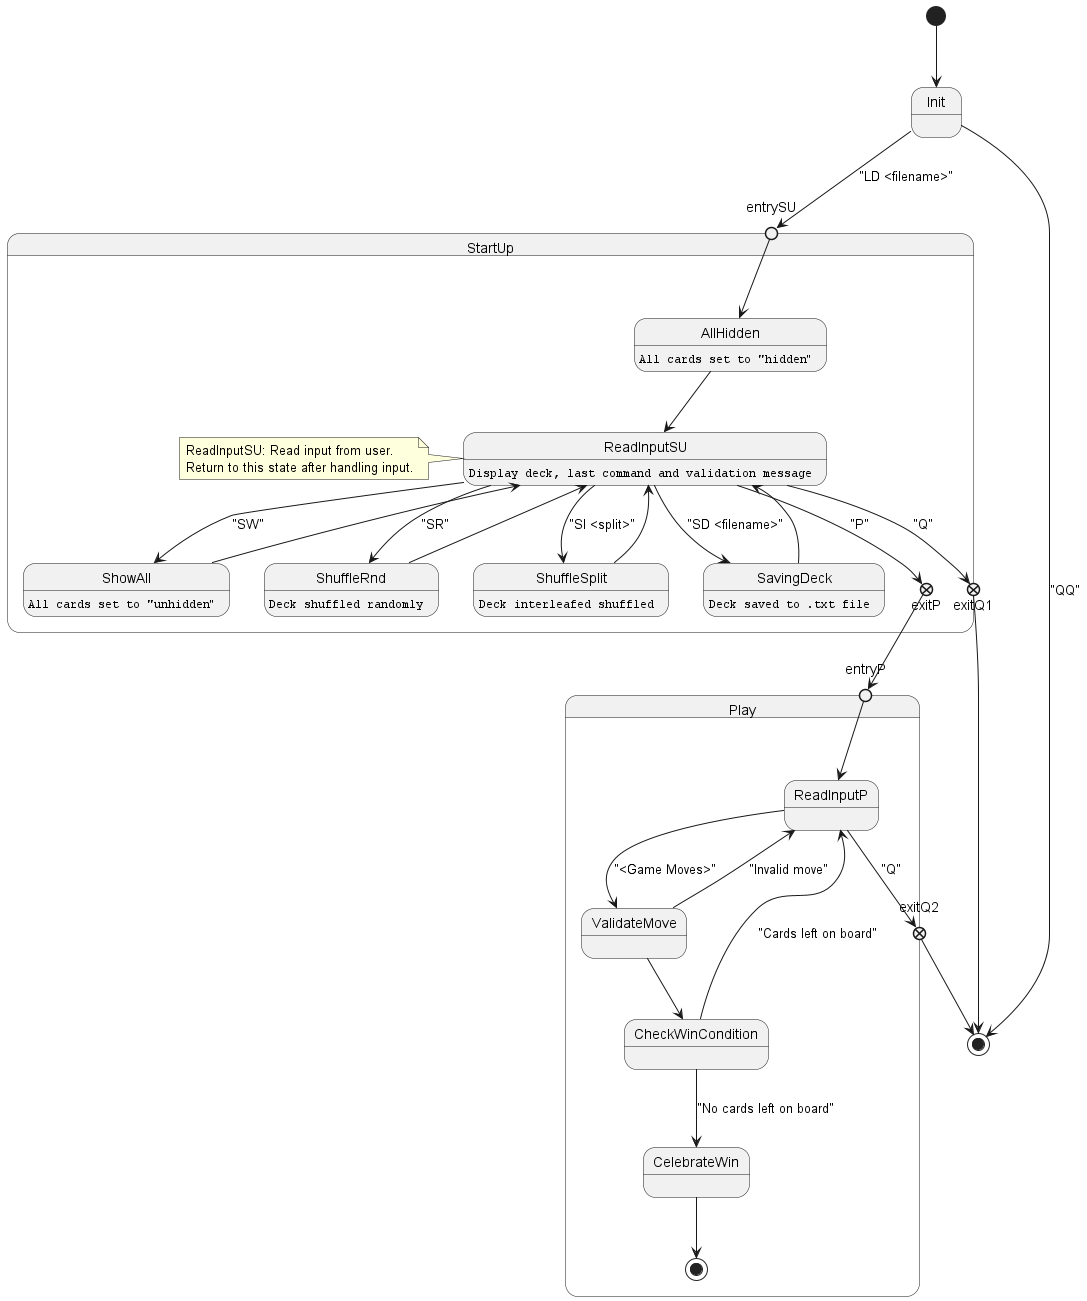 Init
"LD <filename>"
entrySU
StartUp
AllHidden
All cards set to "hidden"
ReadInputSU: Read input from user.
Return to this state after handling input.
ReadInputSU
Display deck, last command and validation message
"SW"
"SR"
"SI <split>"
"SD <filename>"
"P"
"Q"
ShowAll
All cards set to "unhidden"
ShuffleRnd
Deck shuffled randomly
ShuffleSplit
Deck interleafed shuffled
SavingDeck
Deck saved to .txt file
exitP
exitQ1
"QQ"
entryP
Play
ReadInputP
"<Game Moves>"
"Invalid move"
"Q"
exitQ2
ValidateMove
"Cards left on board"
CheckWinCondition
"No cards left on board"
CelebrateWin